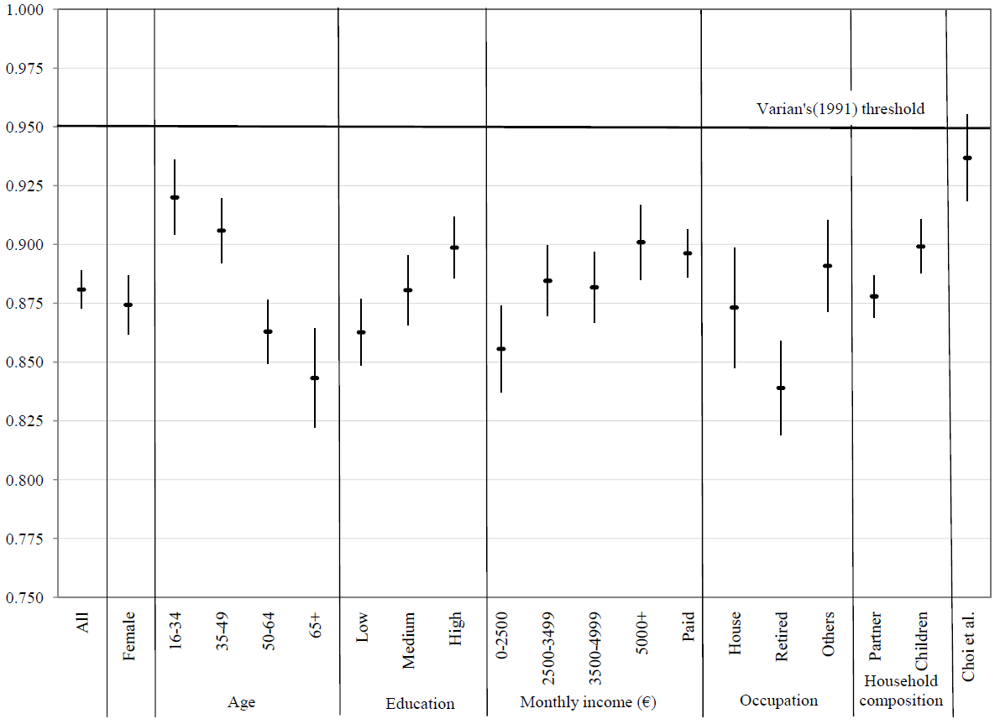 1.000
0.975
Varian's(1991) threshold
0.950
0.925
0.900
0.875
0.850
0.825
0.800
0.775
0.750
All
Female
16-34
35-49
50-64
65+
Low
Medium
High
0-2500
2500-3499
3500-4999
5000+
Paid
House
Retired
Others
Partner
Children
Choi et al.
Age
Education
Monthly income (€)
Occupation
Household
composition